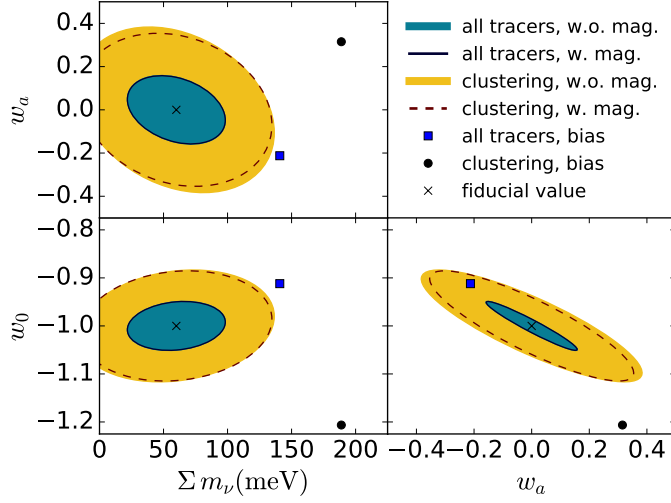 0.4
0.2
0.0
−0.2
−0.4
w_a
all tracers, w.o. mag.
all tracers, w. mag.
clustering, w.o. mag.
clustering, w. mag.
all tracers, bias
clustering, bias
fiducial value
−0.8
−0.9
−1.0
−1.1
−1.2
w_0
0 50 100 150 200
Σ m_ν(meV)
−0.4 −0.2 0.0 0.2 0.4
w_a